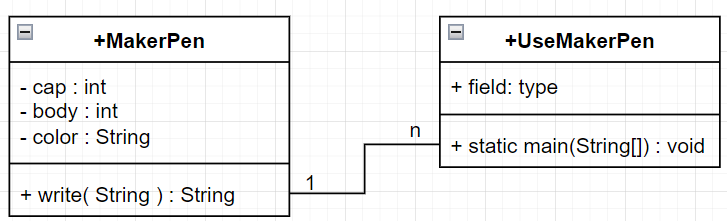 +MakerPen
- cap : int
- body : int
- color : String
+ write( String ) : String
1
n
+UseMakerPen
+ field: type
+ static main(String[]) : void